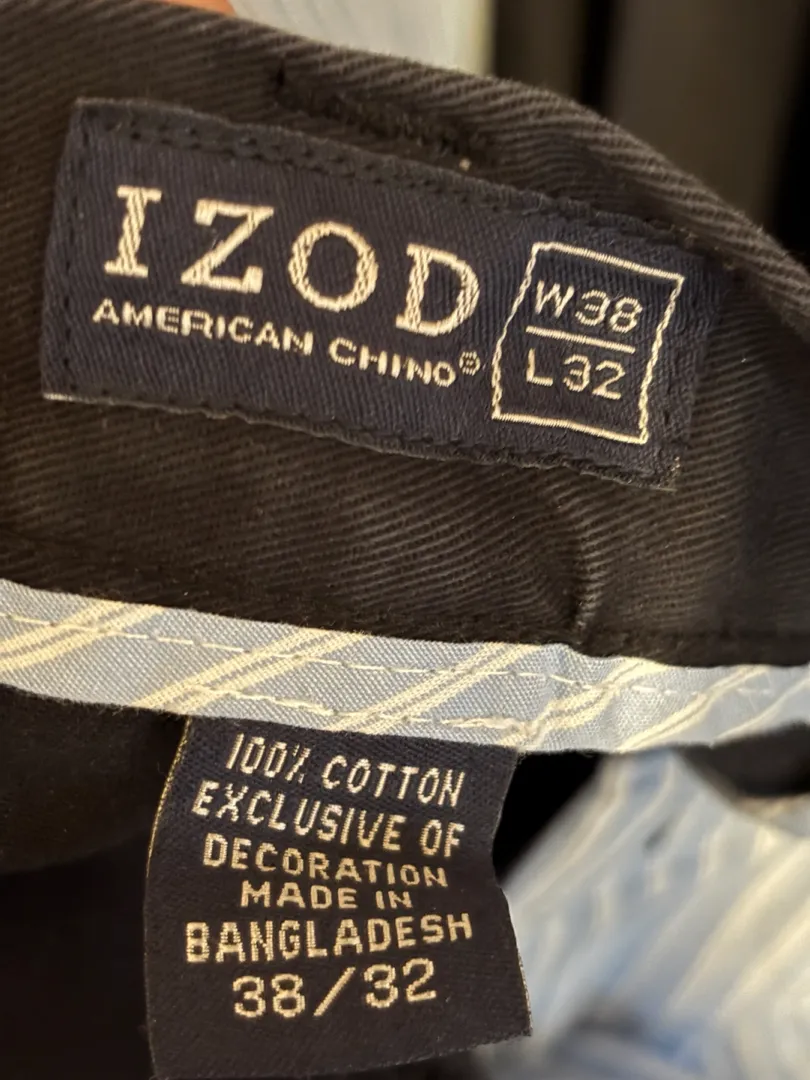 IZOD
AMERICAN CHINO®
W38
L32
100% COTTON
EXCLUSIVE OF
DECORATION
MADE IN
BANGLADESH
38/32